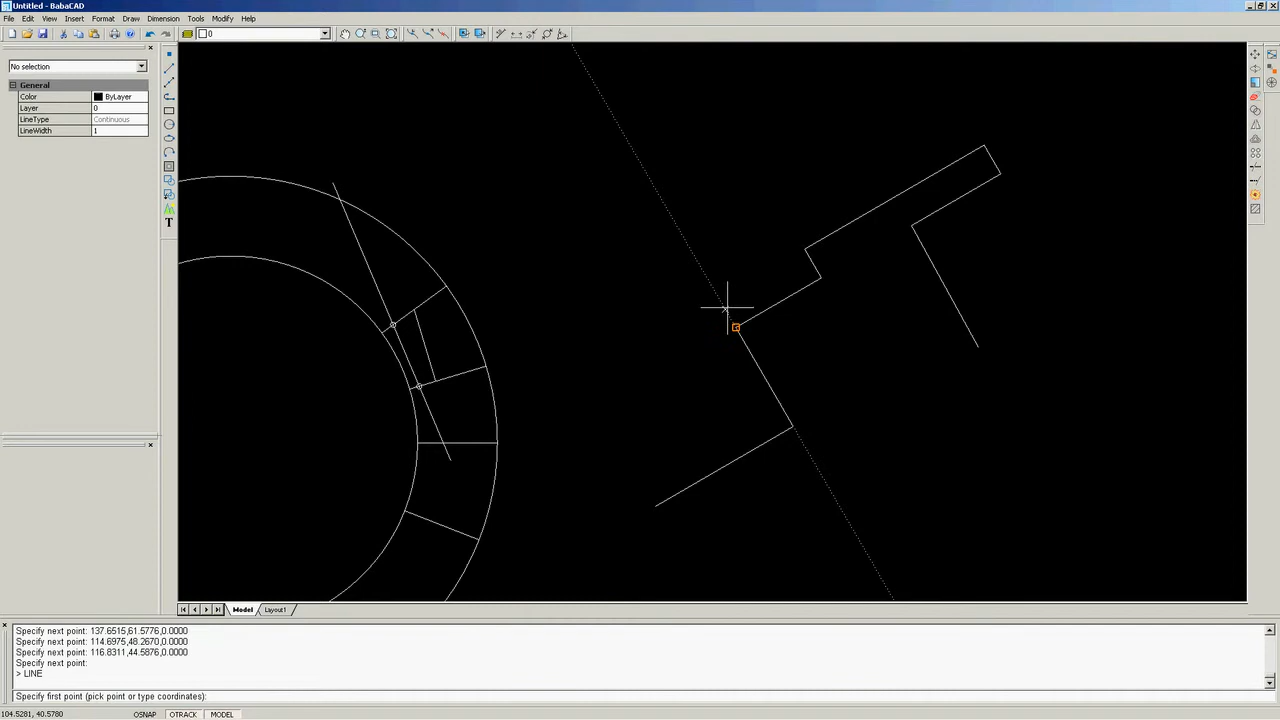 Untitled - BabaCAD
File Edit View Insert Format Draw Dimension Tools Modify Help
0
No selection
General
Color ByLayer
Layer 0
LineType Continuous
LineWidth 1
T
Model Layout1
Specify next point: 137.6515,61.5776,0.0000
Specify next point: 114.6975,48.2670,0.0000
Specify next point: 116.8311,44.5876,0.0000
Specify next point:
> LINE
Specify first point (pick point or type coordinates):
104.5281, 40.5780 OSNAP OTRACK MODEL